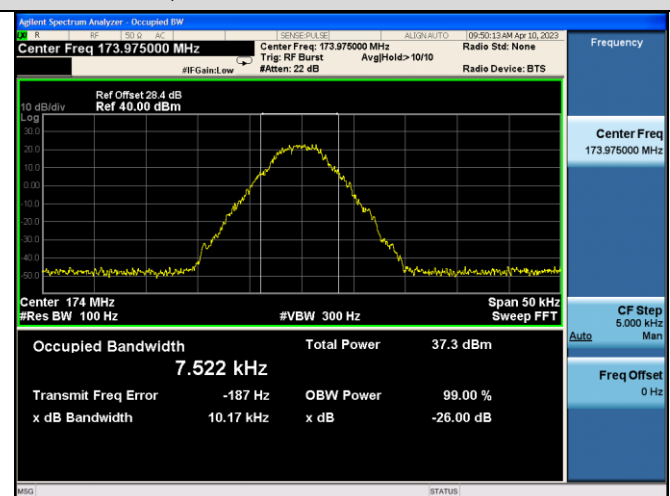 Agilent Spectrum Analyzer - Occupied BW
R RF 50 Ω AC SENSE:PULSE ALIGN AUTO 09:50:13 AM Apr 10, 2023
Center Freq 173.975000 MHz
Center Freq: 173.975000 MHz Radio Std: None
Trig: RF Burst Avg|Hold>10/10
#IFGain:Low #Atten: 22 dB Radio Device: BTS
Ref Offset 28.4 dB
10 dB/div Ref 40.00 dBm
Log
30.0
20.0
10.0
0.00
-10.0
-20.0
-30.0
-40.0
-50.0
Center 174 MHz Span 50 kHz
#Res BW 100 Hz #VBW 300 Hz Sweep FFT
Occupied Bandwidth Total Power 37.3 dBm
7.522 kHz
Transmit Freq Error -187 Hz OBW Power 99.00 %
x dB Bandwidth 10.17 kHz x dB -26.00 dB
MSG STATUS
Frequency
Center Freq
173.975000 MHz
CF Step
5.000 kHz
Auto Man
Freq Offset
0 Hz